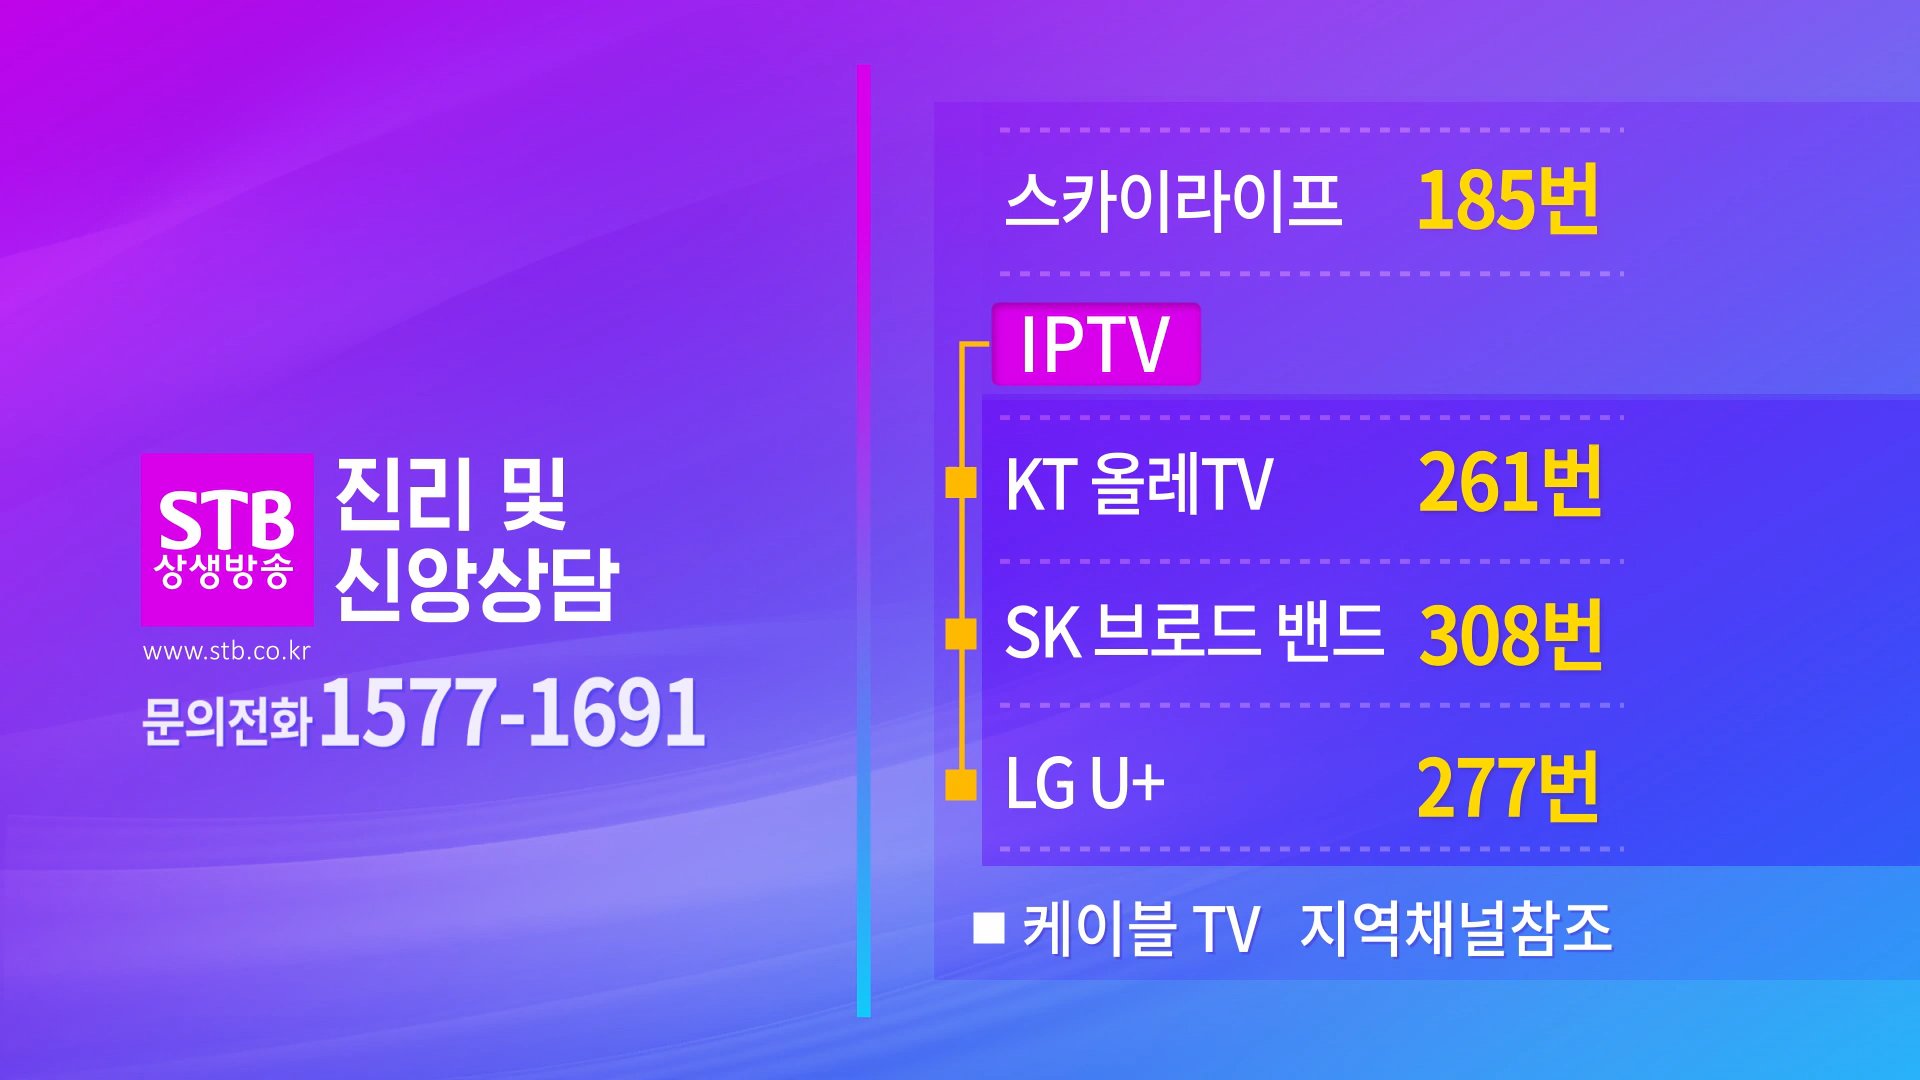 STB
상생방송
진리 및
신앙상담
www.stb.co.kr
문의전화 1577-1691
스카이라이프 185번
IPTV
KT 올레TV 261번
SK 브로드 밴드 308번
LG U+ 277번
■ 케이블 TV 지역채널참조